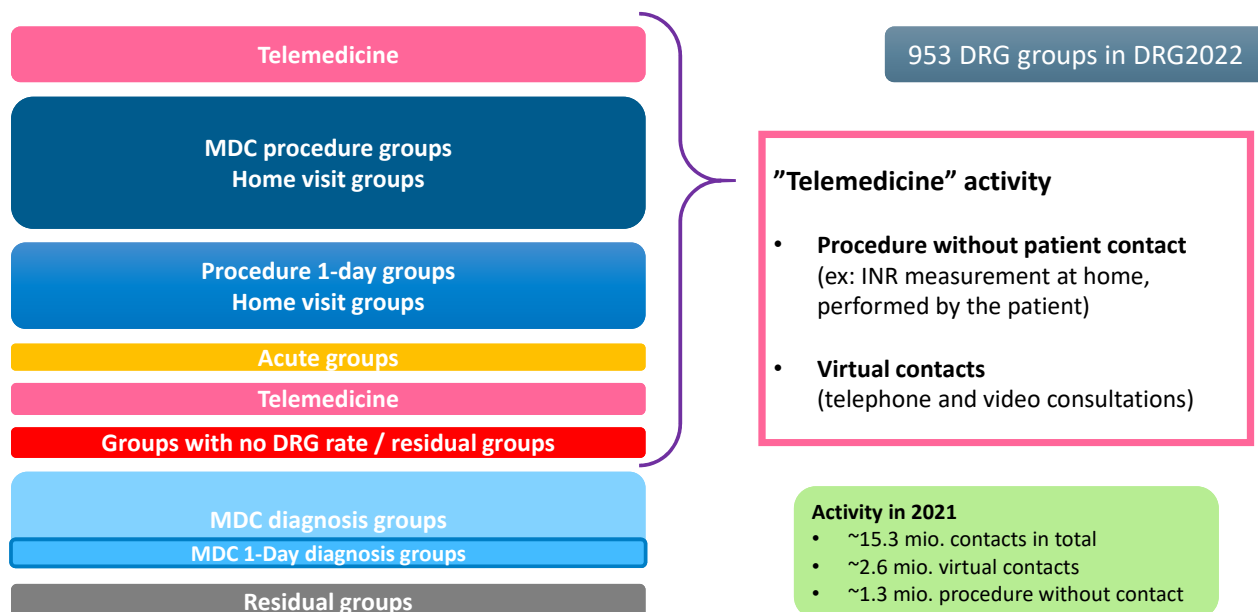 Telemedicine
MDC procedure groups
Home visit groups
Procedure 1-day groups
Home visit groups
Acute groups
Telemedicine
Groups with no DRG rate / residual groups
MDC diagnosis groups
MDC 1-Day diagnosis groups
Residual groups
953 DRG groups in DRG2022
”Telemedicine” activity
• Procedure without patient contact
(ex: INR measurement at home,
performed by the patient)
• Virtual contacts
(telephone and video consultations)
Activity in 2021
• ~15.3 mio. contacts in total
• ~2.6 mio. virtual contacts
• ~1.3 mio. procedure without contact